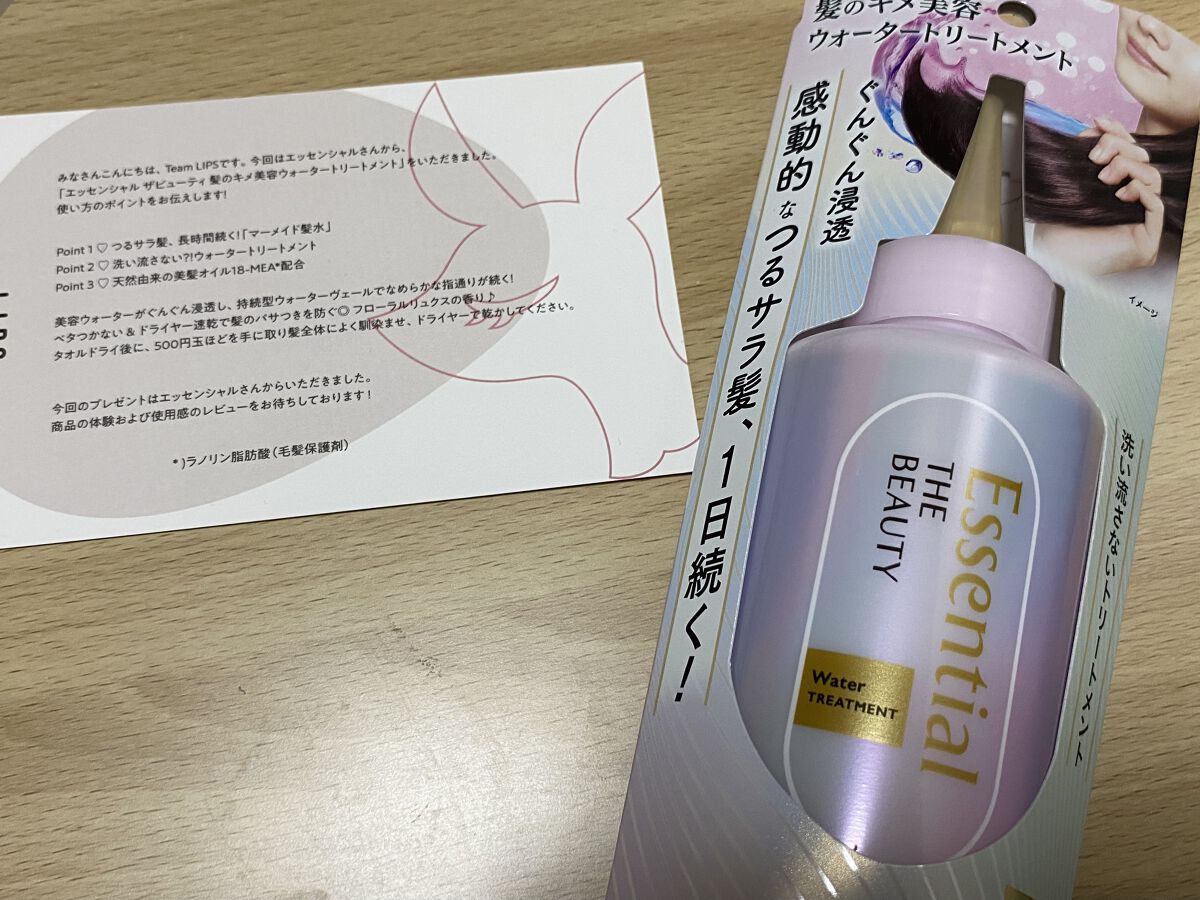 みなさんこんにちは、Team LIPSです。今回はエッセンシャルさんから、
「エッセンシャル ザビューティ 髪のキメ美容ウォータートリートメント」をいただきました。
使い方のポイントをお伝えします!
Point 1 ♡ つるサラ髪、長時間続く!「マーメイド髪水」
Point 2 ♡ 洗い流さない?!ウォータートリートメント
Point 3 ♡ 天然由来の美髪オイル18-MEA*配合
美容ウォーターがぐんぐん浸透し、持続型ウォーターヴェールでなめらかな指通りが続く!
ベタつかない & ドライヤー速乾で髪のパサつきを防ぐ◎ フローラルリュクスの香り♪
タオルドライ後に、500円玉ほどを手に取り髪全体によく馴染ませ、ドライヤーで乾かしてください。
今回のプレゼントはエッセンシャルさんからいただきました。
商品の体験および使用感のレビューをお待ちしております!
*)ラノリン脂肪酸(毛髪保護剤)
髪のキメ美容
ウォータートリートメント
ぐんぐん浸透
感動的なつるサラ髪、1日続く!
イメージ
洗い流さないトリートメント
Essential
THE
BEAUTY
Water
TREATMENT